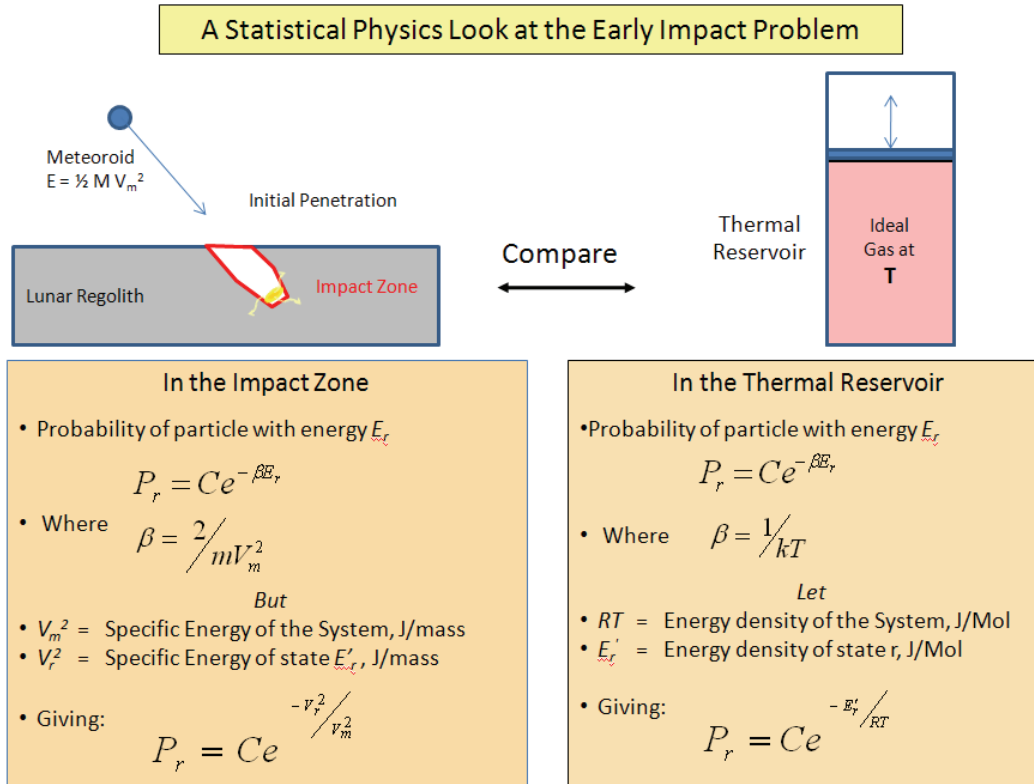 A Statistical Physics Look at the Early Impact Problem
Meteoroid
E = ½ M Vₘ²
Initial Penetration
Lunar Regolith
Impact Zone
Compare
Thermal
Reservoir
Ideal
Gas at
T
In the Impact Zone
• Probability of particle with energy Eᵣ
Pᵣ = Ce^(− βEᵣ)
• Where β = 2/mVₘ²
But
• Vₘ² = Specific Energy of the System, J/mass
• Vᵣ² = Specific Energy of state E′ᵣ, J/mass
• Giving: Pᵣ = Ce^(− Vᵣ²/Vₘ²)
In the Thermal Reservoir
•Probability of particle with energy Eᵣ
Pᵣ = Ce^(− βEᵣ)
• Where β = 1/kT
Let
• RT = Energy density of the System, J/Mol
• Eᵣ′ = Energy density of state r, J/Mol
• Giving: Pᵣ = Ce^(− E′ᵣ/RT)